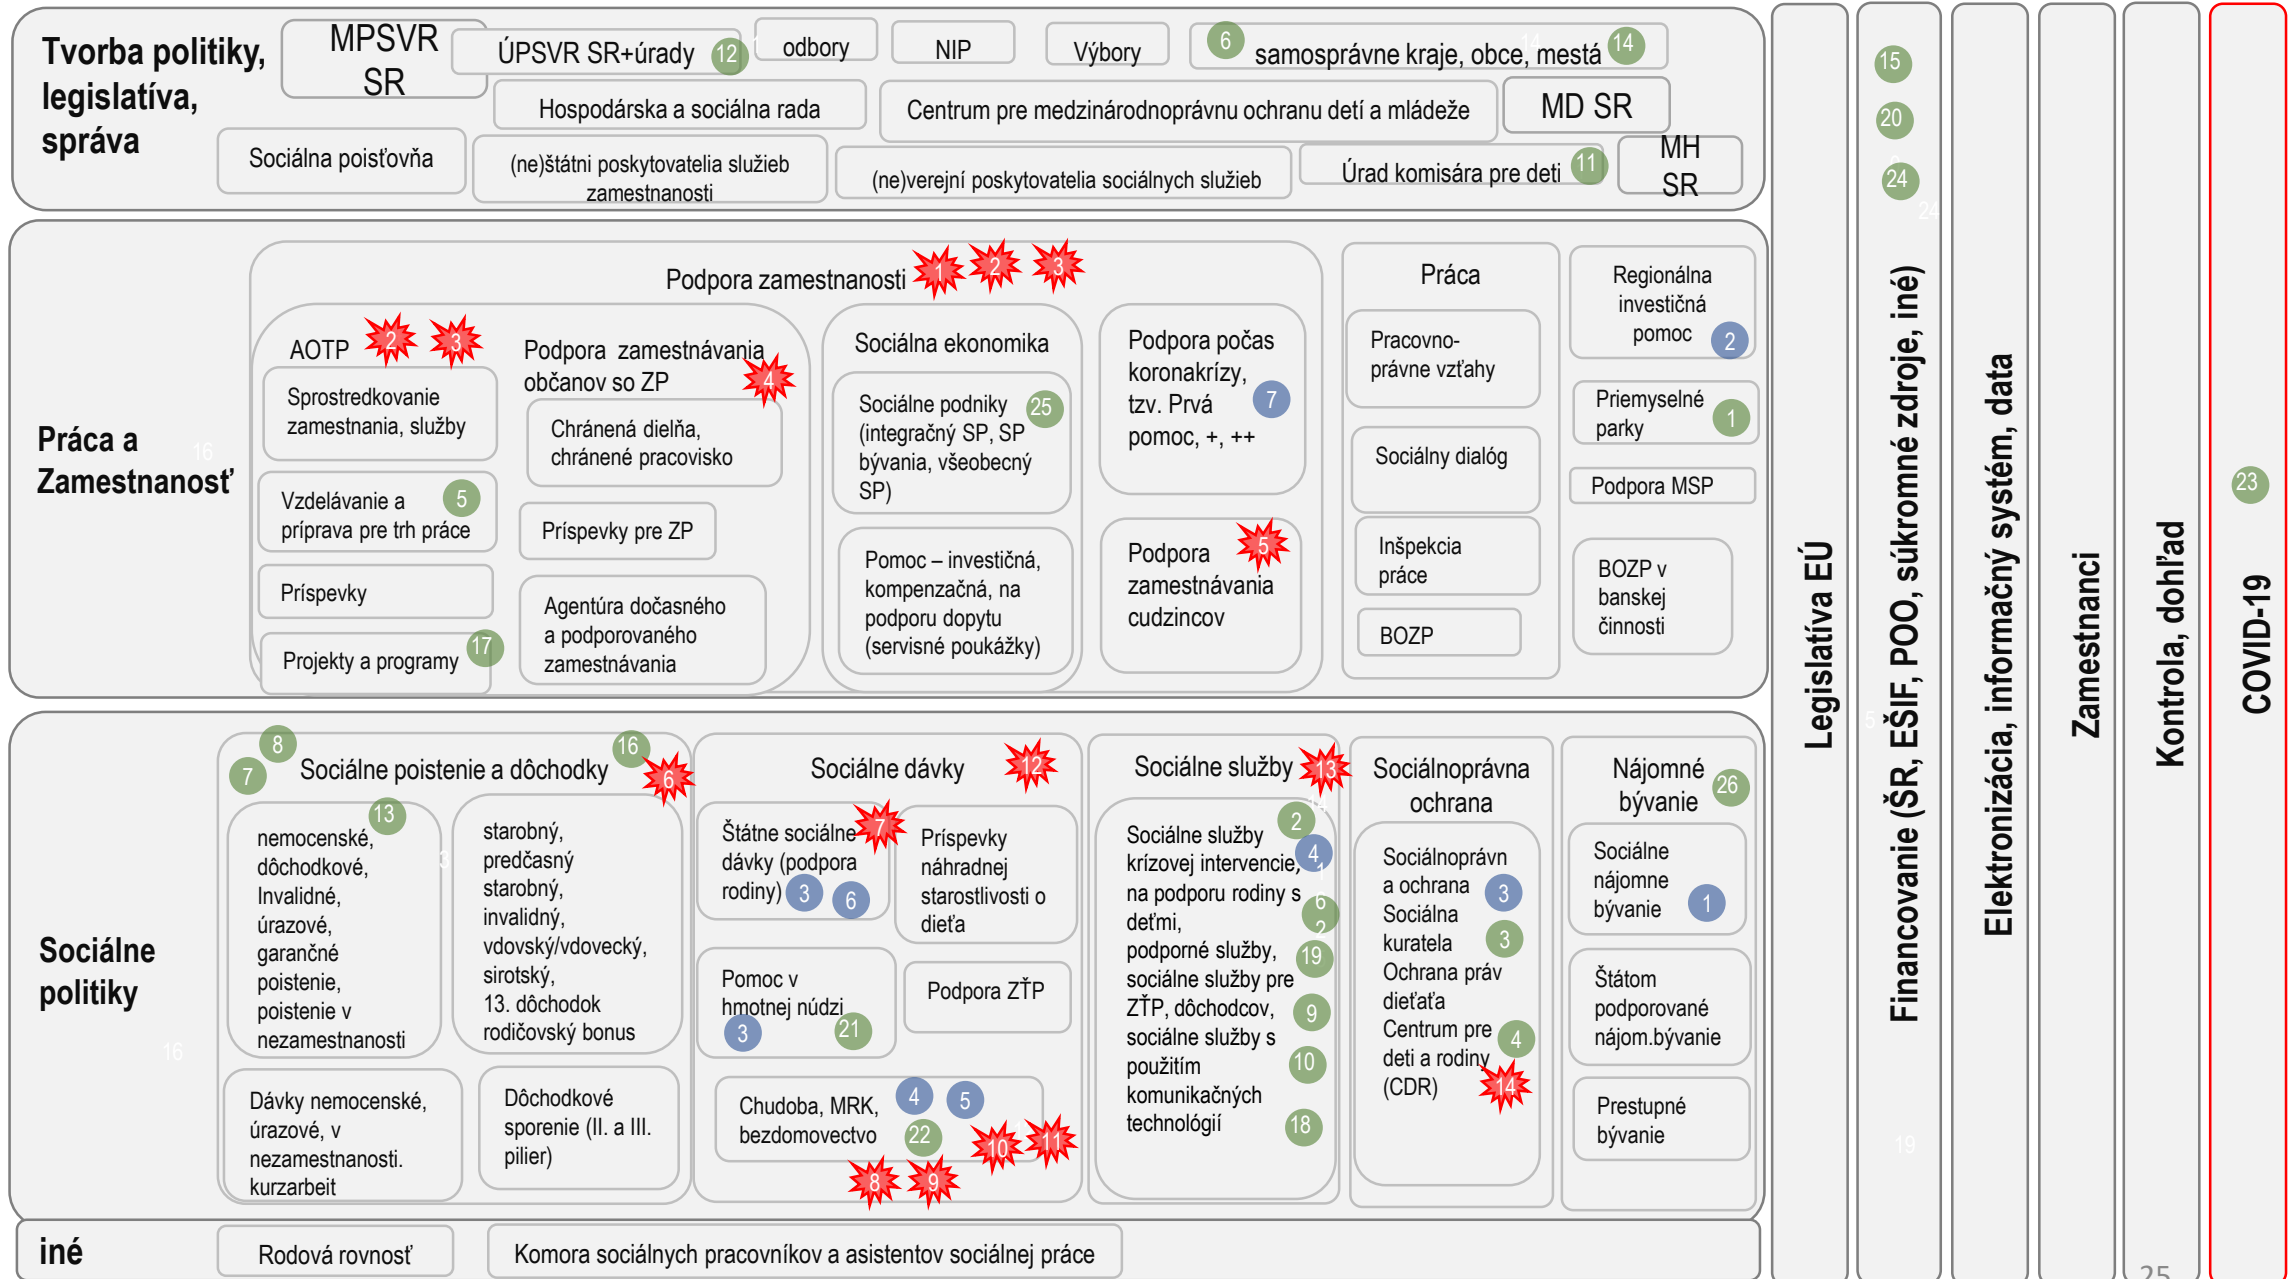 Tvorba politiky,
legislatíva,
správa
MPSVR
SR
ÚPSVR SR+úrady
12
odbory
NIP
Výbory
6
samosprávne kraje, obce, mestá
14
14
Hospodárska a sociálna rada
Centrum pre medzinárodnoprávnu ochranu detí a mládeže
MD SR
Sociálna poisťovňa
(ne)štátni poskytovatelia služieb
zamestnanosti
(ne)verejní poskytovatelia sociálnych služieb
Úrad komisára pre deti
11
MH
SR
Práca a
Zamestnanosť
16
Podpora zamestnanosti
1
2
3
AOTP
2
3
Sprostredkovanie
zamestnania, služby
Vzdelávanie a
príprava pre trh práce
5
Príspevky
Projekty a programy
17
Podpora zamestnávania
občanov so ZP
4
Chránená dielňa,
chránené pracovisko
Príspevky pre ZP
Agentúra dočasného
a podporovaného
zamestnávania
Sociálna ekonomika
Sociálne podniky
(integračný SP, SP
bývania, všeobecný
SP)
25
Pomoc – investičná,
kompenzačná, na
podporu dopytu
(servisné poukážky)
Podpora počas
koronakrízy,
tzv. Prvá
pomoc, +, ++
7
Podpora
zamestnávania
cudzincov
5
Práca
Pracovno-
právne vzťahy
Sociálny dialóg
Inšpekcia
práce
BOZP
Regionálna
investičná
pomoc
2
Priemyselné
parky
1
Podpora MSP
BOZP v
banskej
činnosti
Sociálne
politiky
16
8
7
Sociálne poistenie a dôchodky
16
6
13
nemocenské,
dôchodkové,
Invalidné,
úrazové,
garančné
poistenie,
poistenie v
nezamestnanosti
3
starobný,
predčasný
starobný,
invalidný,
vdovský/vdovecký,
sirotský,
13. dôchodok
rodičovský bonus
Dávky nemocenské,
úrazové, v
nezamestnanosti.
kurzarbeit
Dôchodkové
sporenie (II. a III.
pilier)
Sociálne dávky
12
Štátne sociálne
dávky (podpora
rodiny)
7
3
6
Príspevky
náhradnej
starostlivosti o
dieťa
Pomoc v
hmotnej núdzi
3
21
Podpora ZŤP
Chudoba, MRK,
bezdomovectvo
4
5
22
10
11
8
9
Sociálne služby
13
14
Sociálne služby
krízovej intervencie,
na podporu rodiny s
deťmi,
podporné služby,
sociálne služby pre
ZŤP, dôchodcov,
sociálne služby s
použitím
komunikačných
technológií
2
4
1
6
2
19
9
10
18
Sociálnoprávna
ochrana
Sociálnoprávn
a ochrana
Sociálna
kuratela
Ochrana práv
dieťaťa
Centrum pre
deti a rodiny
(CDR)
3
3
4
14
Nájomné
bývanie
26
Sociálne
nájomne
bývanie
1
Štátom
podporované
nájom.bývanie
Prestupné
bývanie
19
iné
Rodová rovnosť
Komora sociálnych pracovníkov a asistentov sociálnej práce
Legislatíva EÚ
15
20
24
24
5
Financovanie (ŠR, EŠIF, POO, súkromné zdroje, iné)
Elektronizácia, informačný systém, data
Zamestnanci
Kontrola, dohľad
23
COVID-19
25